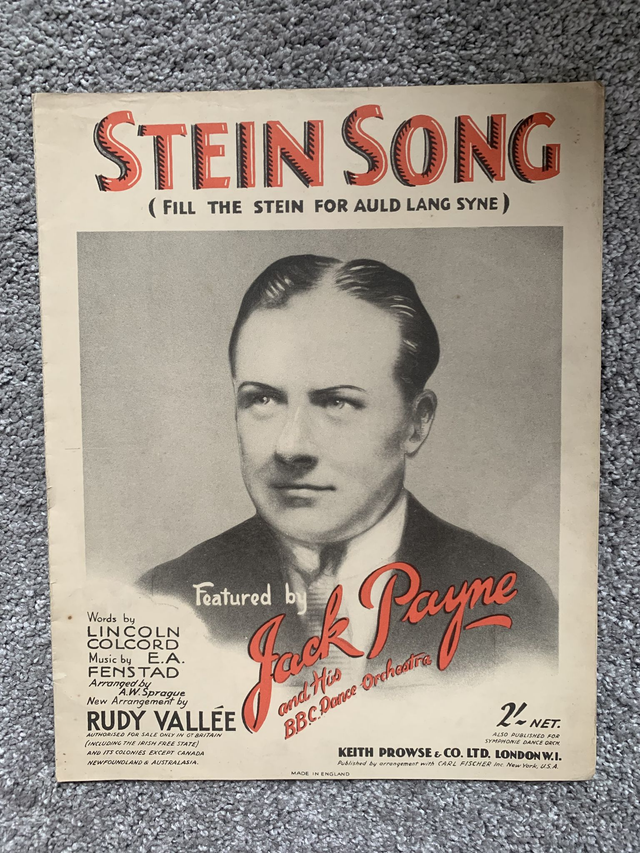 STEIN SONG
(FILL THE STEIN FOR AULD LANG SYNE)
Featured by
Jack Payne
and His
B.B.C. Dance Orchestra
Words by
LINCOLN
COLCORD
Music by E.A.
FENSTAD
Arranged by
A.W. Sprague
New Arrangement by
RUDY VALLÉE
AUTHORISED FOR SALE ONLY IN GT BRITAIN
(INCLUDING THE IRISH FREE STATE)
AND ITS COLONIES EXCEPT CANADA
NEWFOUNDLAND & AUSTRALASIA.
2/- NET.
ALSO PUBLISHED FOR
SYMPHONIE DANCE ORCH.
KEITH PROWSE & CO. LTD. LONDON W.1.
Published by arrangement with CARL FISCHER Inc. New York, U.S.A.
MADE IN ENGLAND